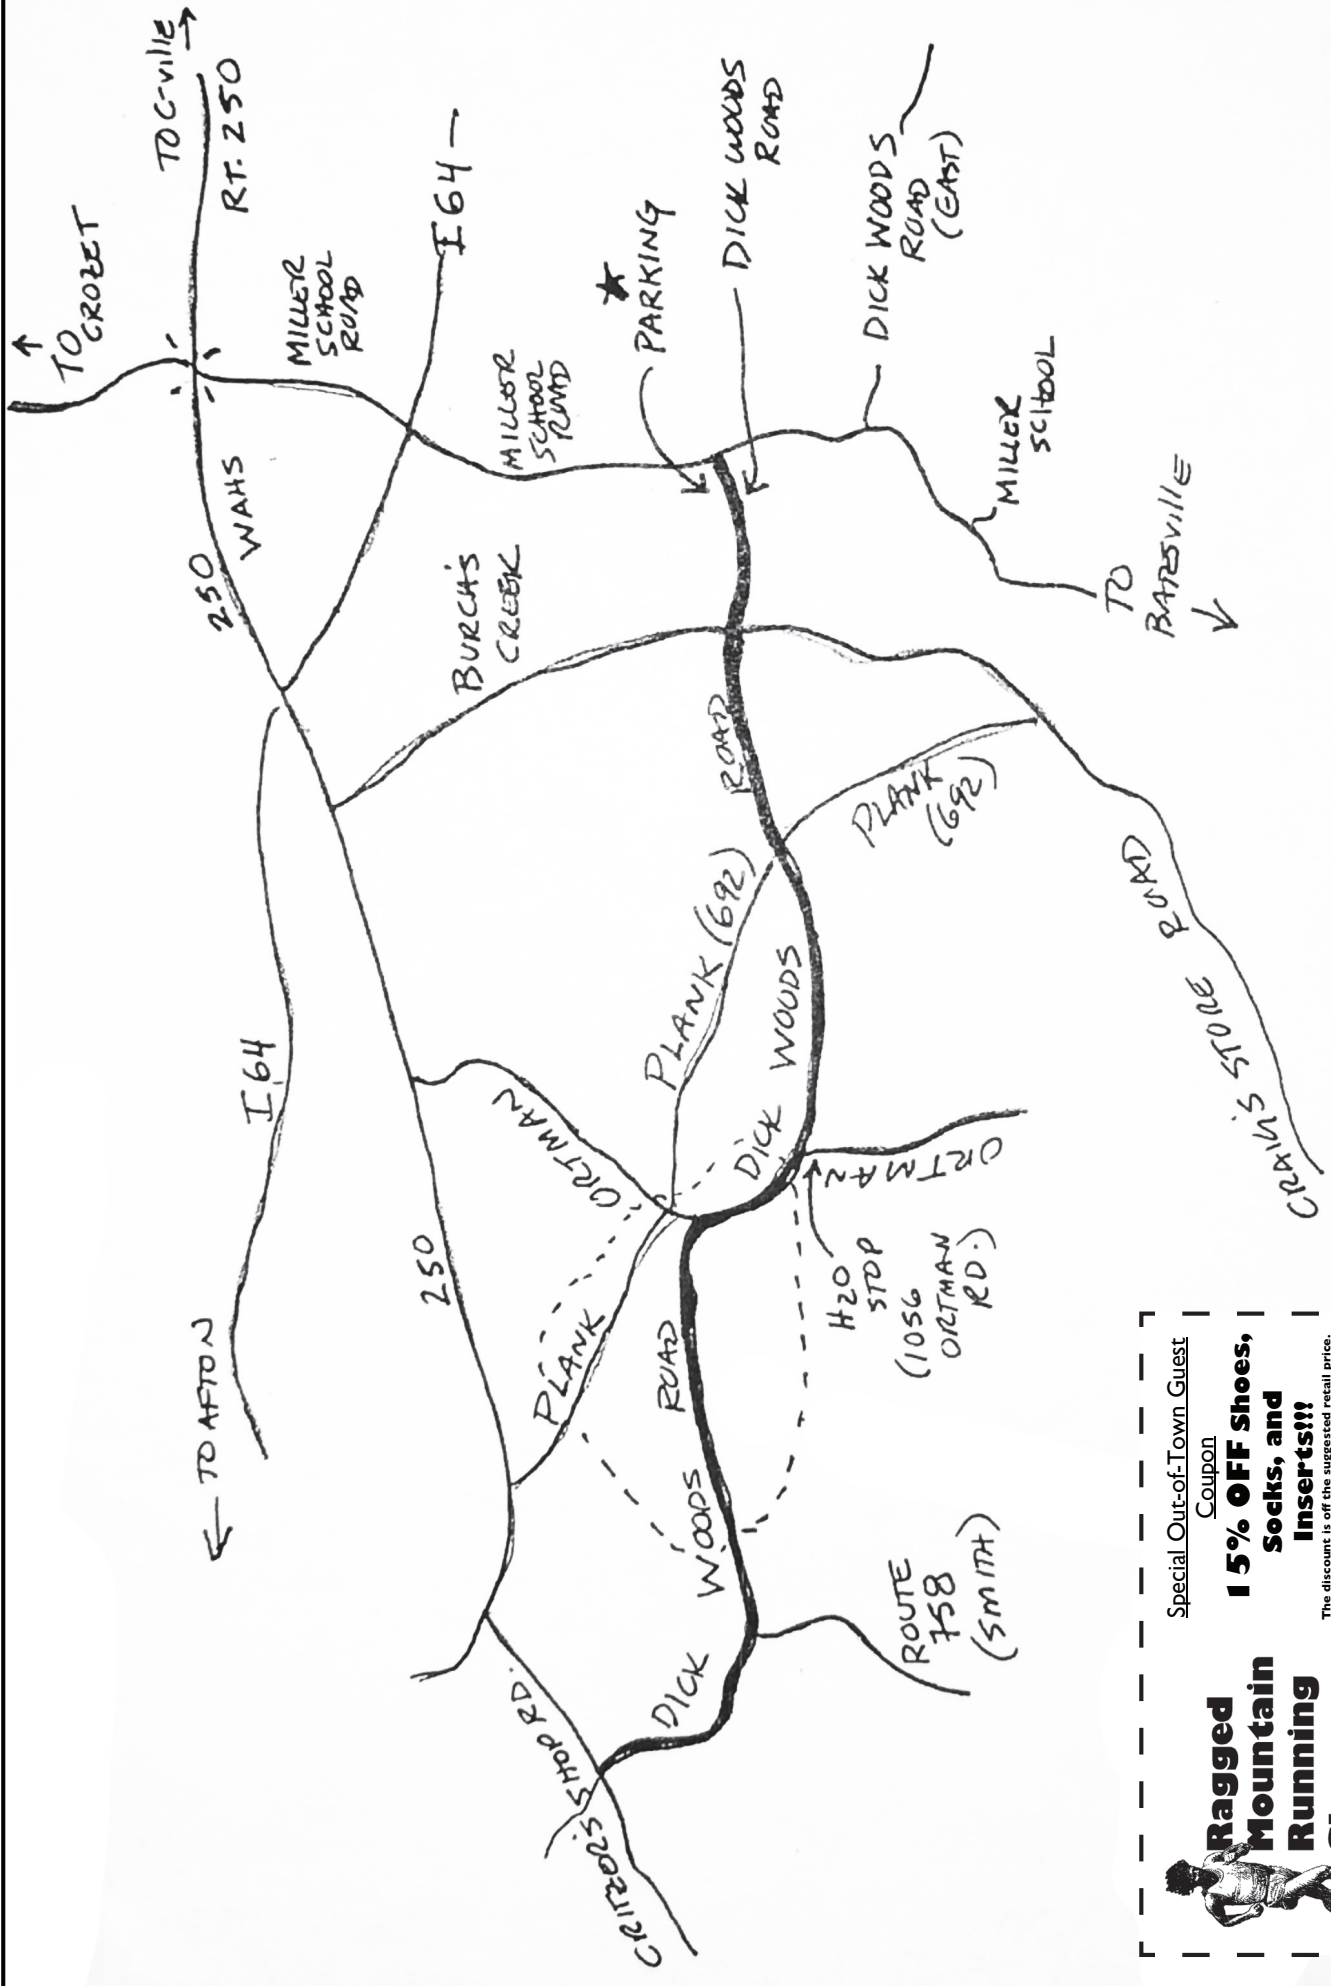 TO C-ville →
RT. 250
↑
TO
CROZET
MILLER
SCHOOL
ROAD
I 64
250
WAHS
MILLER
SCHOOL
ROAD
★
PARKING
DICK WOODS
ROAD
DICK WOODS
ROAD
(EAST)
MILLER
SCHOOL
TO
BATESVILLE
BURCH'S
CREEK
ROAD
PLANK
(692)
PLANK (692)
WOODS
DICK
CRAIG'S STORE ROAD
I 64
← TO AFTON
250
ORTMAN
PLANK
ORTMAN
H2O
STOP
(1056
ORTMAN
RD.)
ROAD
WOODS
DICK
ROUTE
758
(SMITH)
CRITZER'S SHOP RD.
Ragged
Mountain
Running
Special Out-of-Town Guest
Coupon
15% OFF Shoes,
Socks, and
Inserts!!!
The discount is off the suggested retail price.